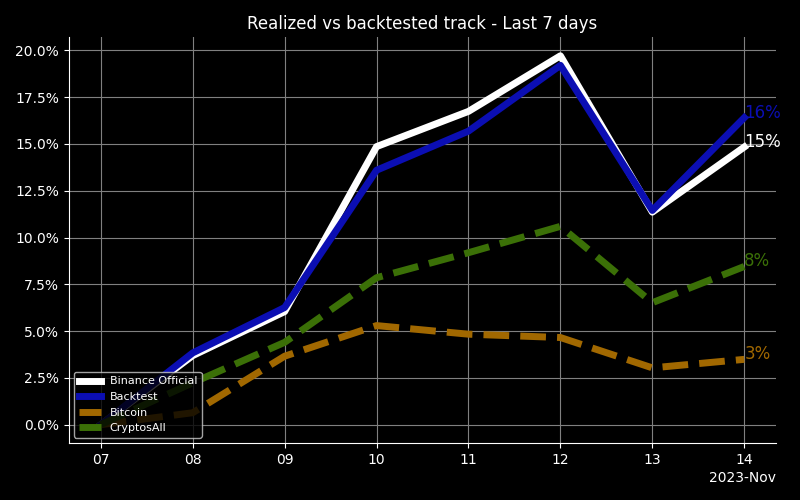 Realized vs backtested track - Last 7 days
20.0%
17.5%
15.0%
12.5%
10.0%
7.5%
5.0%
2.5%
0.0%
16%
15%
8%
3%
Binance Official
Backtest
Bitcoin
CryptosAll
07 08 09 10 11 12 13 14
2023-Nov